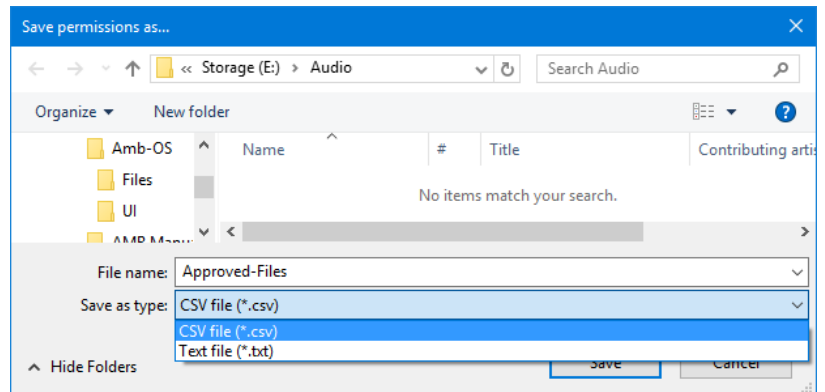 Save permissions as...
« Storage (E:) > Audio
Search Audio
Organize
New folder
Amb-OS
Files
UI
Name
#
Title
Contributing
No items match your search.
File name: Approved-Files
Save as type: CSV file (*.csv)
CSV file (*.csv)
Text file (*.txt)
Hide Folders
Save
Cancel